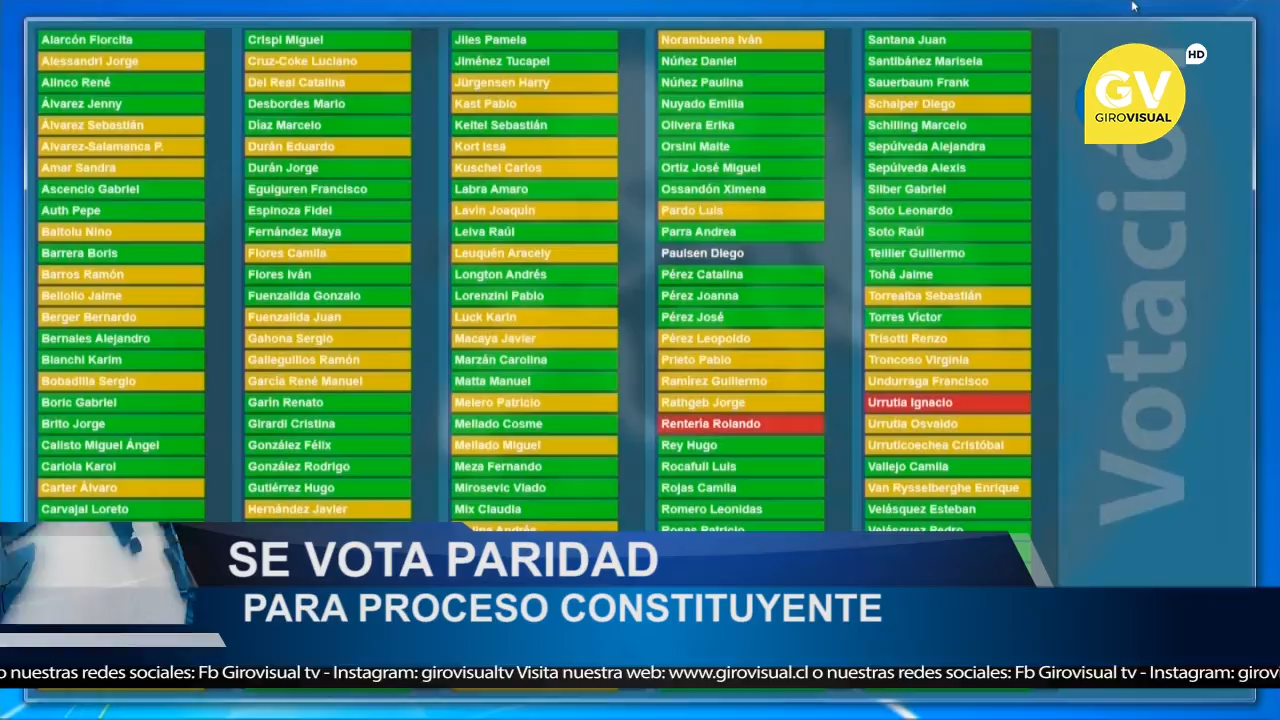 Alarcón Florcita
Alessandri Jorge
Alinco René
Álvarez Jenny
Álvarez Sebastián
Alvarez-Salamanca P.
Amar Sandra
Ascencio Gabriel
Auth Pepe
Baltolu Nino
Barrera Boris
Barros Ramón
Bellolio Jaime
Berger Bernardo
Bernales Alejandro
Bianchi Karim
Bobadilla Sergio
Boric Gabriel
Brito Jorge
Calisto Miguel Ángel
Cariola Karol
Carter Álvaro
Carvajal Loreto
Crispi Miguel
Cruz-Coke Luciano
Del Real Catalina
Desbordes Mario
Díaz Marcelo
Durán Eduardo
Durán Jorge
Eguiguren Francisco
Espinoza Fidel
Fernández Maya
Flores Camila
Flores Iván
Fuenzalida Gonzalo
Fuenzalida Juan
Gahona Sergio
Galleguillos Ramón
García René Manuel
Garín Renato
Girardi Cristina
González Félix
González Rodrigo
Gutiérrez Hugo
Hernández Javier
Jiles Pamela
Jiménez Tucapel
Jürgensen Harry
Kast Pablo
Keitel Sebastián
Kort Issa
Kuschel Carlos
Labra Amaro
Lavín Joaquín
Leiva Raúl
Leuquén Aracely
Longton Andrés
Lorenzini Pablo
Luck Karin
Macaya Javier
Marzán Carolina
Matta Manuel
Melero Patricio
Mellado Cosme
Mellado Miguel
Meza Fernando
Mirosevic Vlado
Mix Claudia
Andrés
Norambuena Iván
Núñez Daniel
Núñez Paulina
Nuyado Emilia
Olivera Erika
Orsini Maite
Ortiz José Miguel
Ossandón Ximena
Pardo Luis
Parra Andrea
Paulsen Diego
Pérez Catalina
Pérez Joanna
Pérez José
Pérez Leopoldo
Prieto Pablo
Ramírez Guillermo
Rathgeb Jorge
Rentería Rolando
Rey Hugo
Rocafull Luis
Rojas Camila
Romero Leonidas
Rosas Patricio
Santana Juan
Santibáñez Marisela
Sauerbaum Frank
Schalper Diego
Schilling Marcelo
Sepúlveda Alejandra
Sepúlveda Alexis
Silber Gabriel
Soto Leonardo
Soto Raúl
Teillier Guillermo
Tohá Jaime
Torrealba Sebastián
Torres Víctor
Trisotti Renzo
Troncoso Virginia
Undurraga Francisco
Urrutia Ignacio
Urrutia Osvaldo
Urruticoechea Cristóbal
Vallejo Camila
Van Rysselberghe Enrique
Velásquez Esteban
Velásquez Pedro
Votació
GV
HD
GIROVISUAL
SE VOTA PARIDAD
PARA PROCESO CONSTITUYENTE
o nuestras redes sociales: Fb Girovisual tv - Instagram: girovisualtv Visita nuestra web: www.girovisual.cl o nuestras redes sociales: Fb Girovisual tv - Instagram: girov